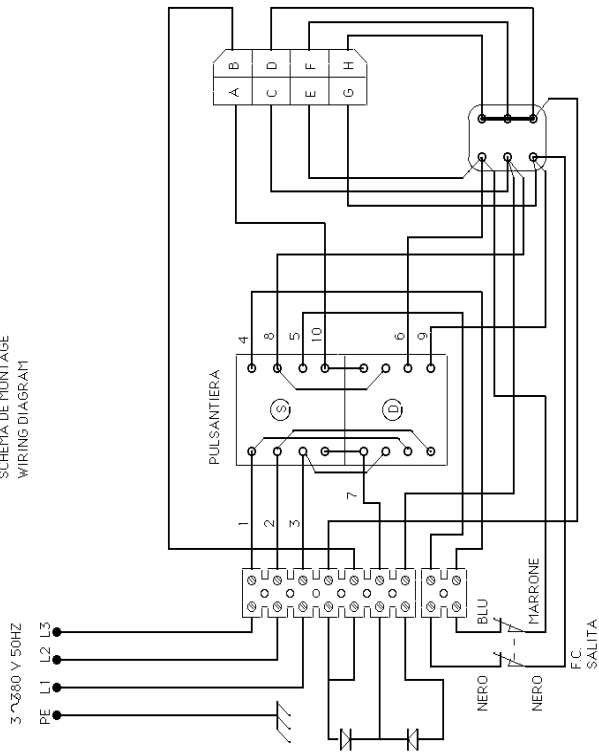 SCHEMA DE MONTAGE
WIRING DIAGRAM
B D F H
A C E G
4 8 5 10 6 9
PULSANTIERA
S D
1 2 3 7
3 ~380 V 50HZ
L3
L2
L1
PE
BLU
MARRONE
NERO
NERO
F.C.
SALITA